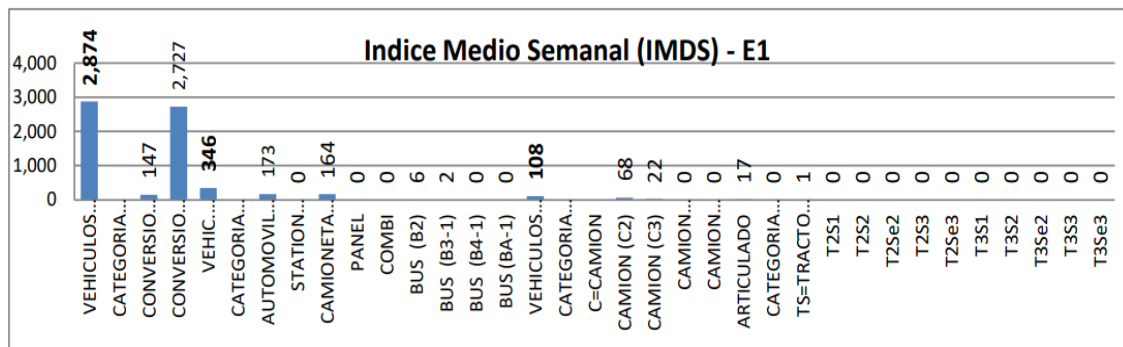 Indice Medio Semanal (IMDS) - E1
4,000
3,000
2,000
1,000
0
2,874
147
2,727
346
173
0
164
0
0
6
2
0
0
108
68
22
0
0
17
0
1
0
0
0
0
0
0
0
0
0
0
VEHICULOS...
CATEGORIA...
CONVERSIO...
CONVERSIO...
VEHIC...
CATEGORIA...
AUTOMOVIL...
STATION...
CAMIONETA...
PANEL
COMBI
BUS (B2)
BUS (B3-1)
BUS (B4-1)
BUS (BA-1)
VEHICULOS...
CATEGORIA...
C=CAMION
CAMION (C2)
CAMION (C3)
CAMION...
CAMION...
ARTICULADO
CATEGORIA...
TS=TRACTO...
T2S1
T2S2
T2Se2
T2S3
T2Se3
T3S1
T3S2
T3Se2
T3S3
T3Se3